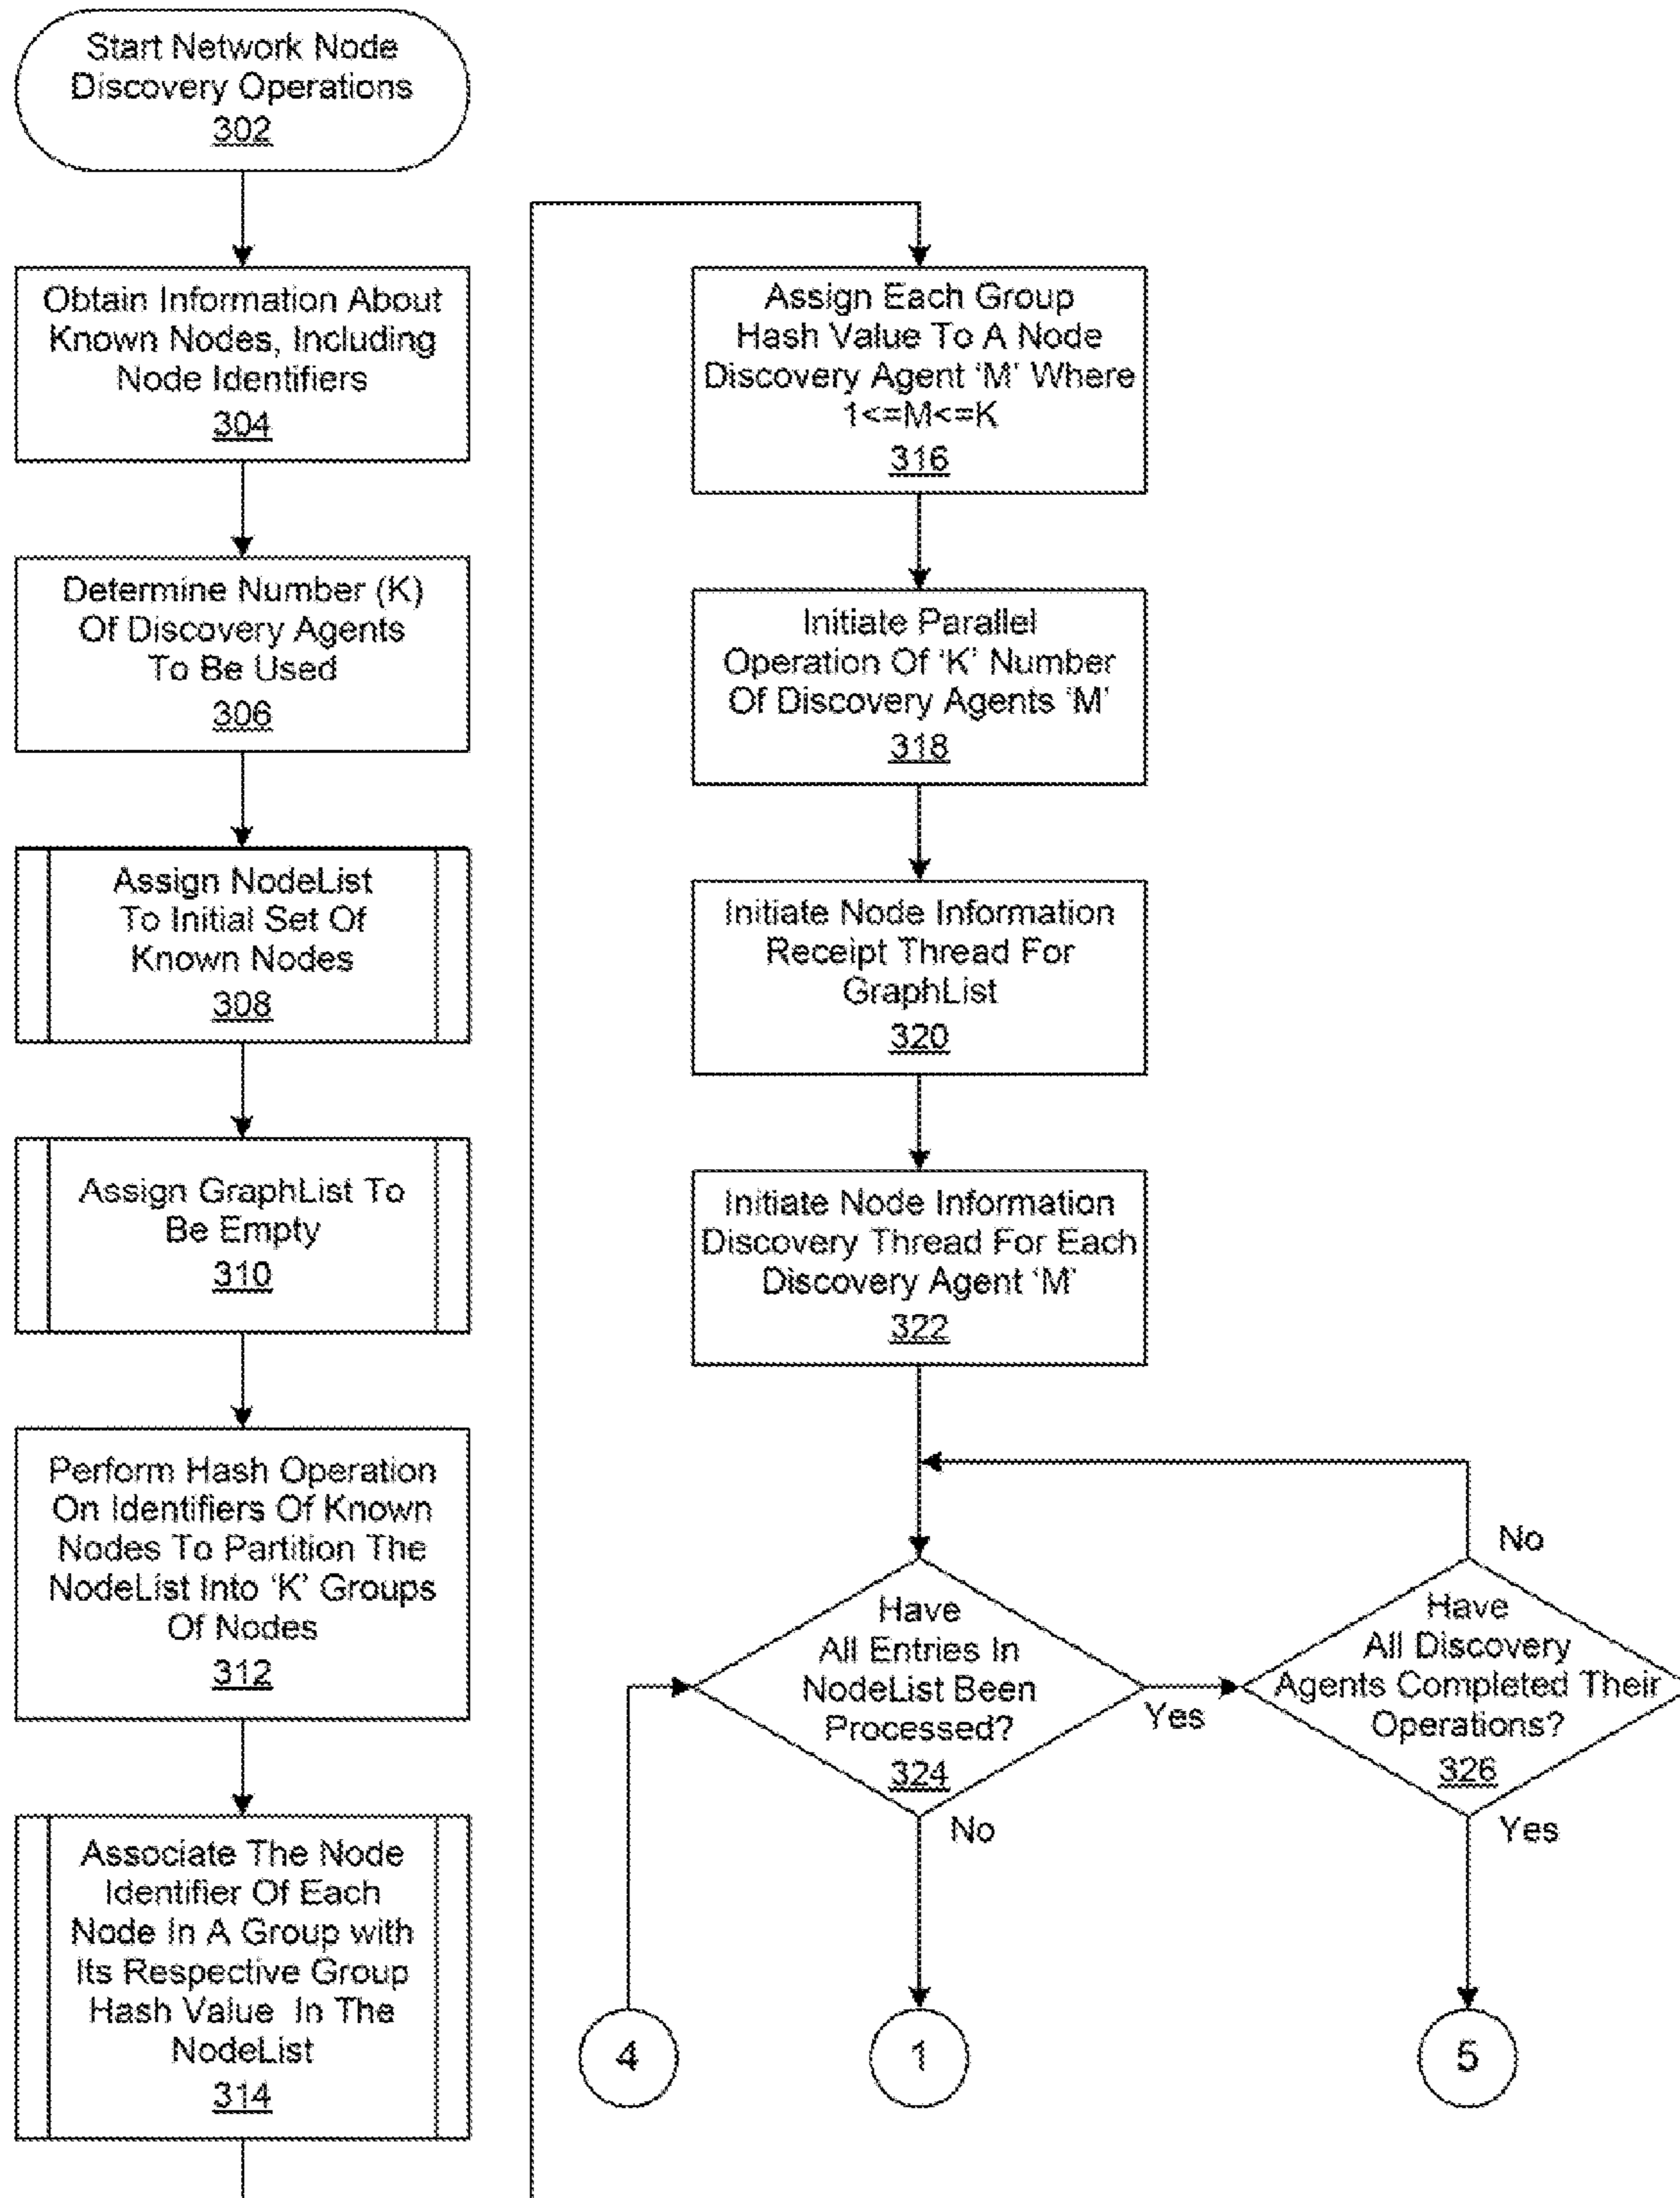 Start Network Node
Discovery Operations
302
Obtain Information About
Known Nodes, Including
Node Identifiers
304
Determine Number (K)
Of Discovery Agents
To Be Used
306
Assign NodeList
To Initial Set Of
Known Nodes
308
Assign GraphList To
Be Empty
310
Perform Hash Operation
On Identifiers Of Known
Nodes To Partition The
NodeList Into ‘K’ Groups
Of Nodes
312
Associate The Node
Identifier Of Each
Node In A Group with
Its Respective Group
Hash Value In The
NodeList
314
Assign Each Group
Hash Value To A Node
Discovery Agent ‘M’ Where
1<=M<=K
316
Initiate Parallel
Operation Of ‘K’ Number
Of Discovery Agents ‘M’
318
Initiate Node Information
Receipt Thread For
GraphList
320
Initiate Node Information
Discovery Thread For Each
Discovery Agent ‘M’
322
Have
All Entries In
NodeList Been
Processed?
324
Yes
No
Have
All Discovery
Agents Completed Their
Operations?
326
No
Yes
4
1
5